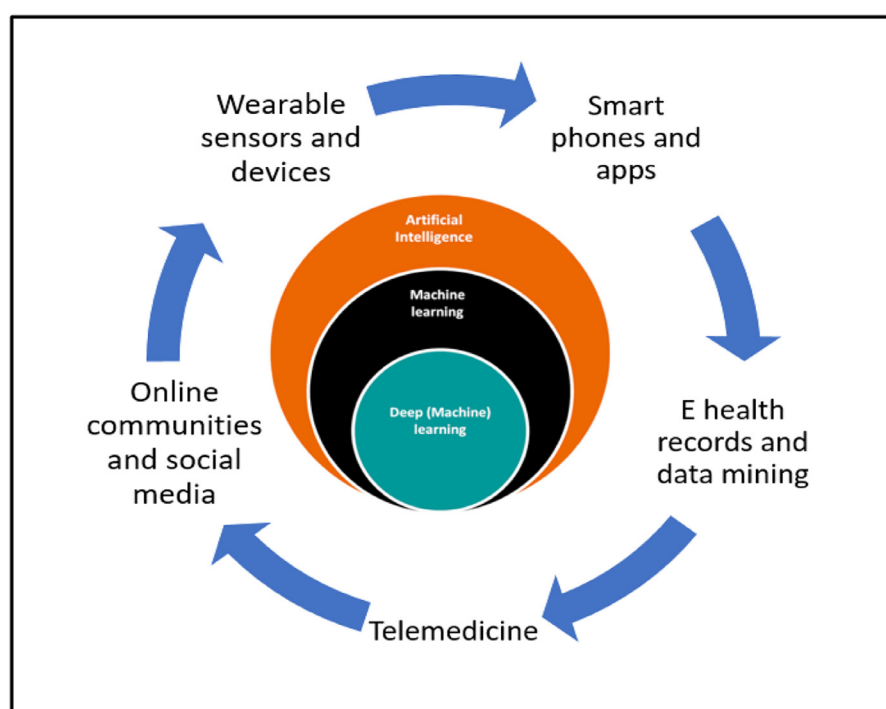 Wearable
sensors and
devices
Smart
phones and
apps
Artificial
Intelligence
Machine
learning
Deep (Machine)
learning
E health
records and
data mining
Telemedicine
Online
communities
and social
media